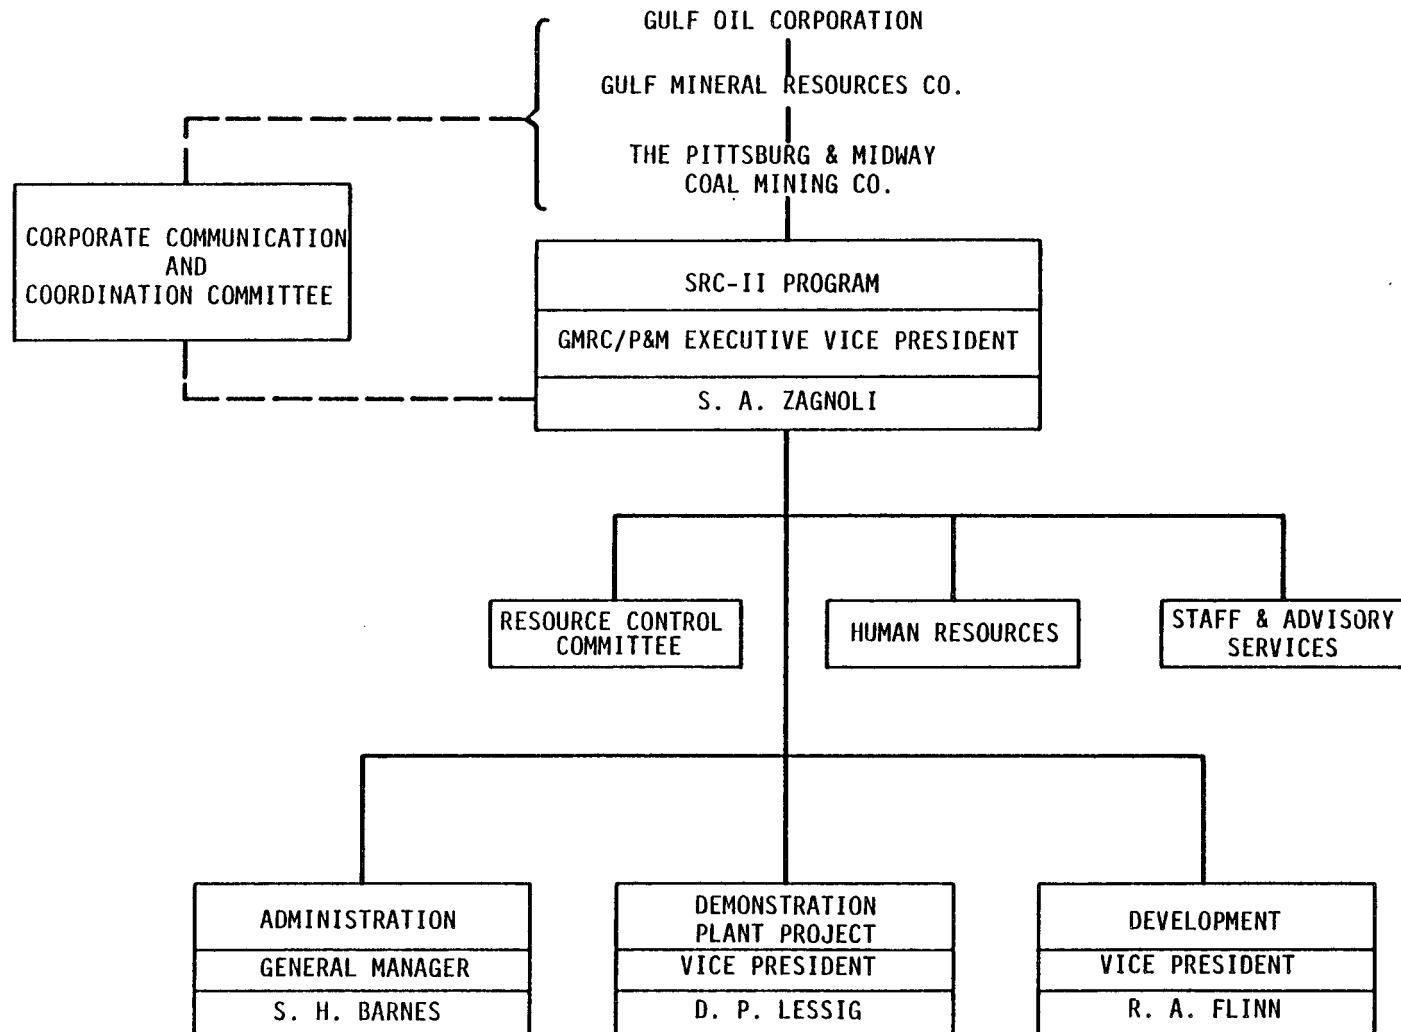 GULF OIL CORPORATION
GULF MINERAL RESOURCES CO.
THE PITTSBURG & MIDWAY
COAL MINING CO.
CORPORATE COMMUNICATION
AND
COORDINATION COMMITTEE
SRC-II PROGRAM
GMRC/P&M EXECUTIVE VICE PRESIDENT
S. A. ZAGNOLI
RESOURCE CONTROL
COMMITTEE
HUMAN RESOURCES
STAFF & ADVISORY
SERVICES
ADMINISTRATION
GENERAL MANAGER
S. H. BARNES
DEMONSTRATION
PLANT PROJECT
VICE PRESIDENT
D. P. LESSIG
DEVELOPMENT
VICE PRESIDENT
R. A. FLINN